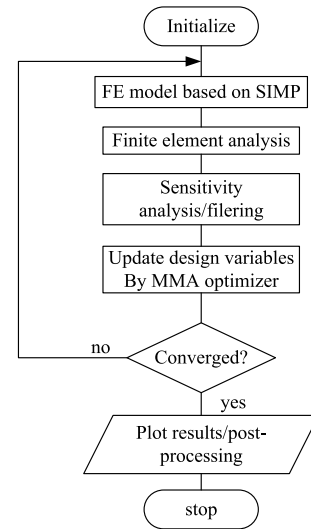 Initialize
FE model based on SIMP
Finite element analysis
Sensitivity
analysis/filering
Update design variables
By MMA optimizer
no
Converged?
yes
Plot results/post-
processing
stop